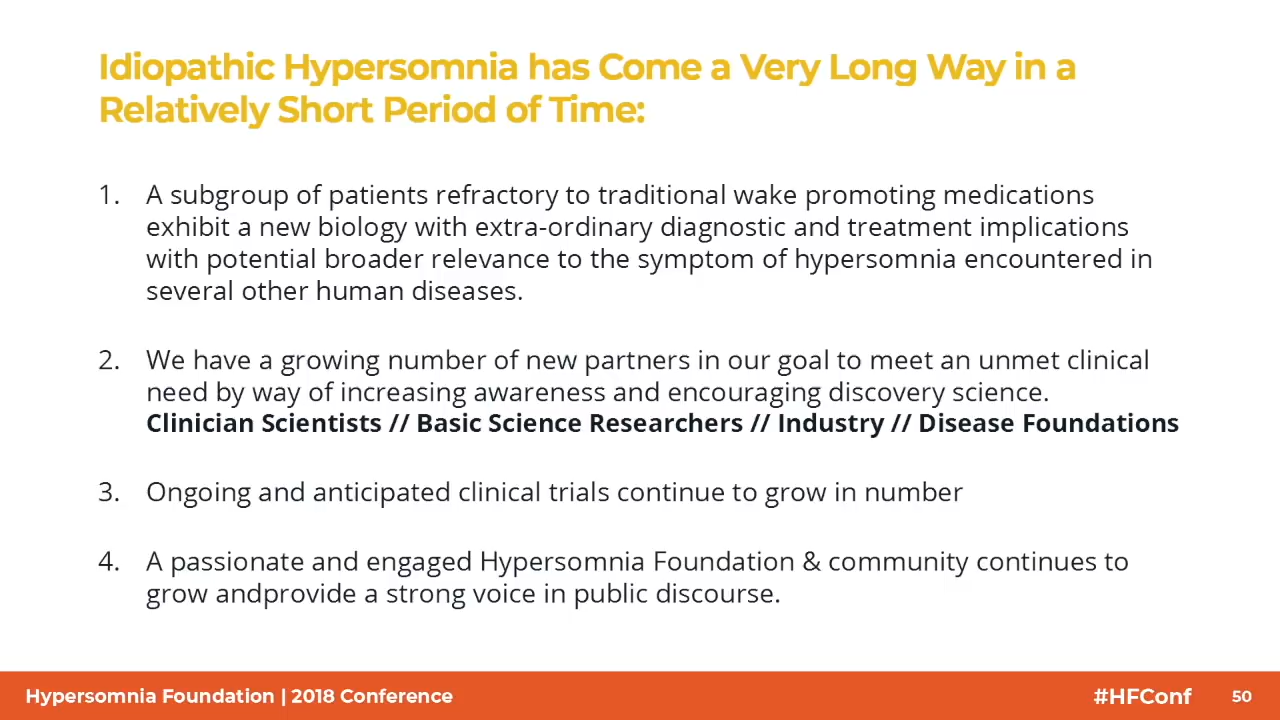 Idiopathic Hypersomnia has Come a Very Long Way in a
Relatively Short Period of Time:
1. A subgroup of patients refractory to traditional wake promoting medications
exhibit a new biology with extra-ordinary diagnostic and treatment implications
with potential broader relevance to the symptom of hypersomnia encountered in
several other human diseases.
2. We have a growing number of new partners in our goal to meet an unmet clinical
need by way of increasing awareness and encouraging discovery science.
Clinician Scientists // Basic Science Researchers // Industry // Disease Foundations
3. Ongoing and anticipated clinical trials continue to grow in number
4. A passionate and engaged Hypersomnia Foundation & community continues to
grow andprovide a strong voice in public discourse.
Hypersomnia Foundation | 2018 Conference #HFConf 50